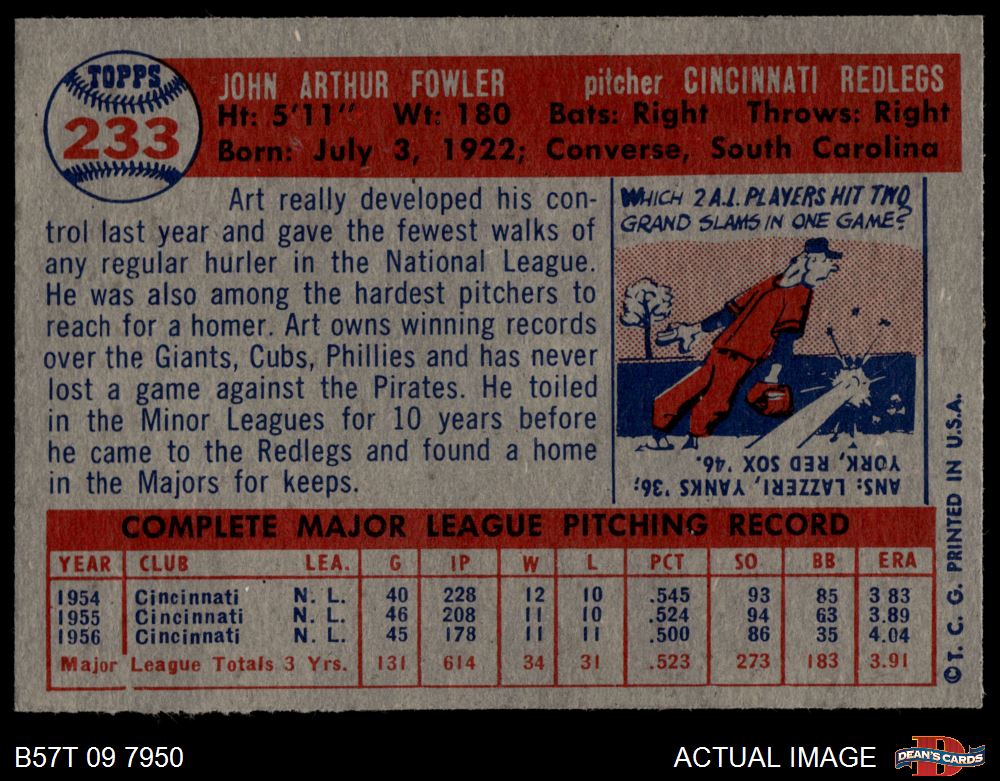 TOPPS
233
JOHN ARTHUR FOWLER pitcher CINCINNATI REDLEGS
Ht: 5'11" Wt: 180 Bats: Right Throws: Right
Born: July 3, 1922; Converse, South Carolina
Art really developed his con-
trol last year and gave the fewest walks of
any regular hurler in the National League.
He was also among the hardest pitchers to
reach for a homer. Art owns winning records
over the Giants, Cubs, Phillies and has never
lost a game against the Pirates. He toiled
in the Minor Leagues for 10 years before
he came to the Redlegs and found a home
in the Majors for keeps.
WHICH 2 A.L. PLAYERS HIT TWO
GRAND SLAMS IN ONE GAME?
ANS: LAZZERI, YANKS '36;
YORK, RED SOX '46.
COMPLETE MAJOR LEAGUE PITCHING RECORD
YEAR CLUB LEA. G IP W L PCT SO BB ERA
1954 Cincinnati N. L. 40 228 12 10 .545 93 85 3 83
1955 Cincinnati N. L. 46 208 11 10 .524 94 63 3.89
1956 Cincinnati N. L. 45 178 11 11 .500 86 35 4.04
Major League Totals 3 Yrs. 131 614 34 31 .523 273 183 3.91
©T. C. G. PRINTED IN U.S.A.
B57T 09 7950
ACTUAL IMAGE
D
DEAN'S CARDS